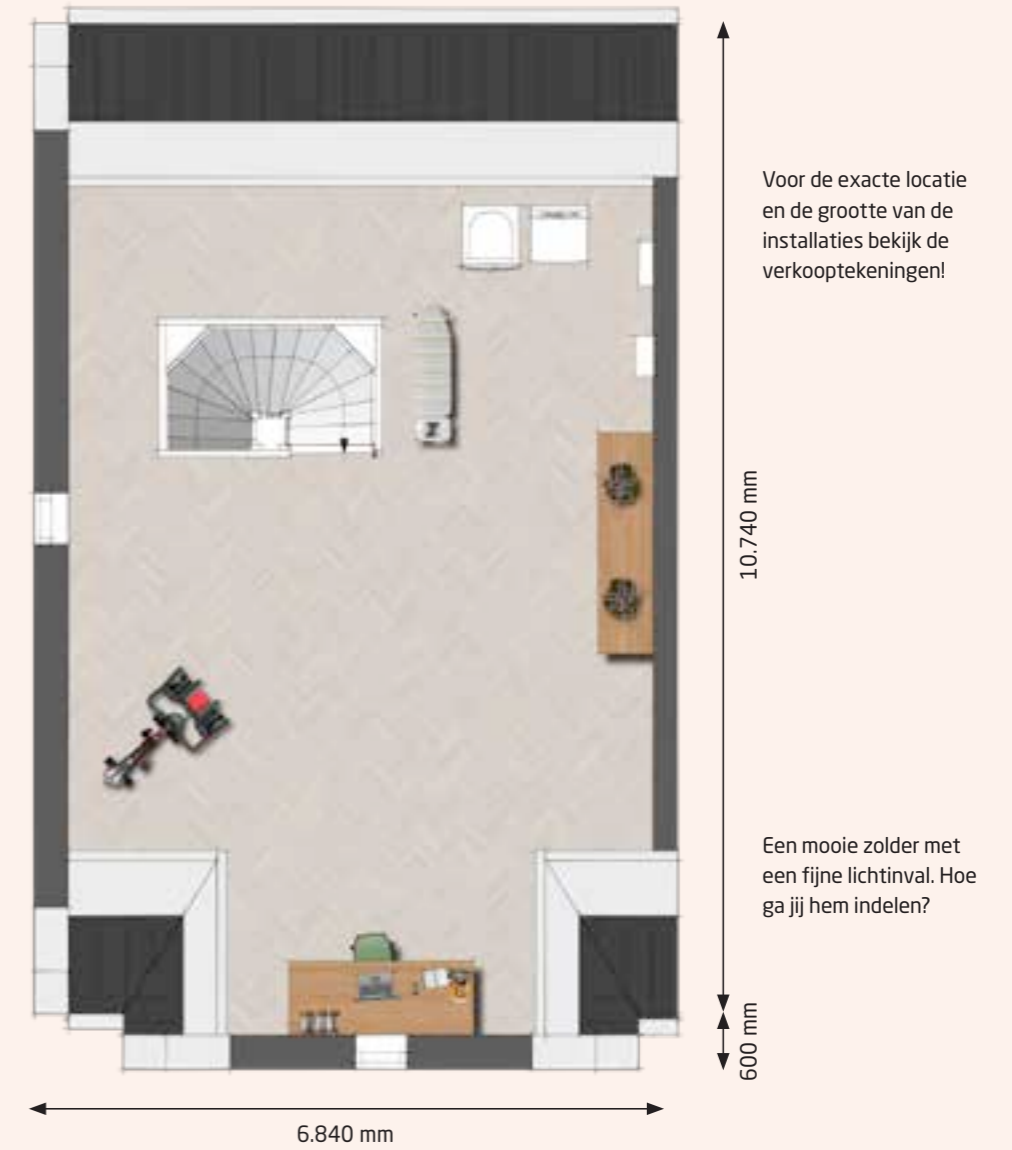 Voor de exacte locatie
en de grootte van de
installaties bekijk de
verkooptekeningen!
10.740 mm
Een mooie zolder met
een fijne lichtinval. Hoe
ga jij hem indelen?
600 mm
6.840 mm